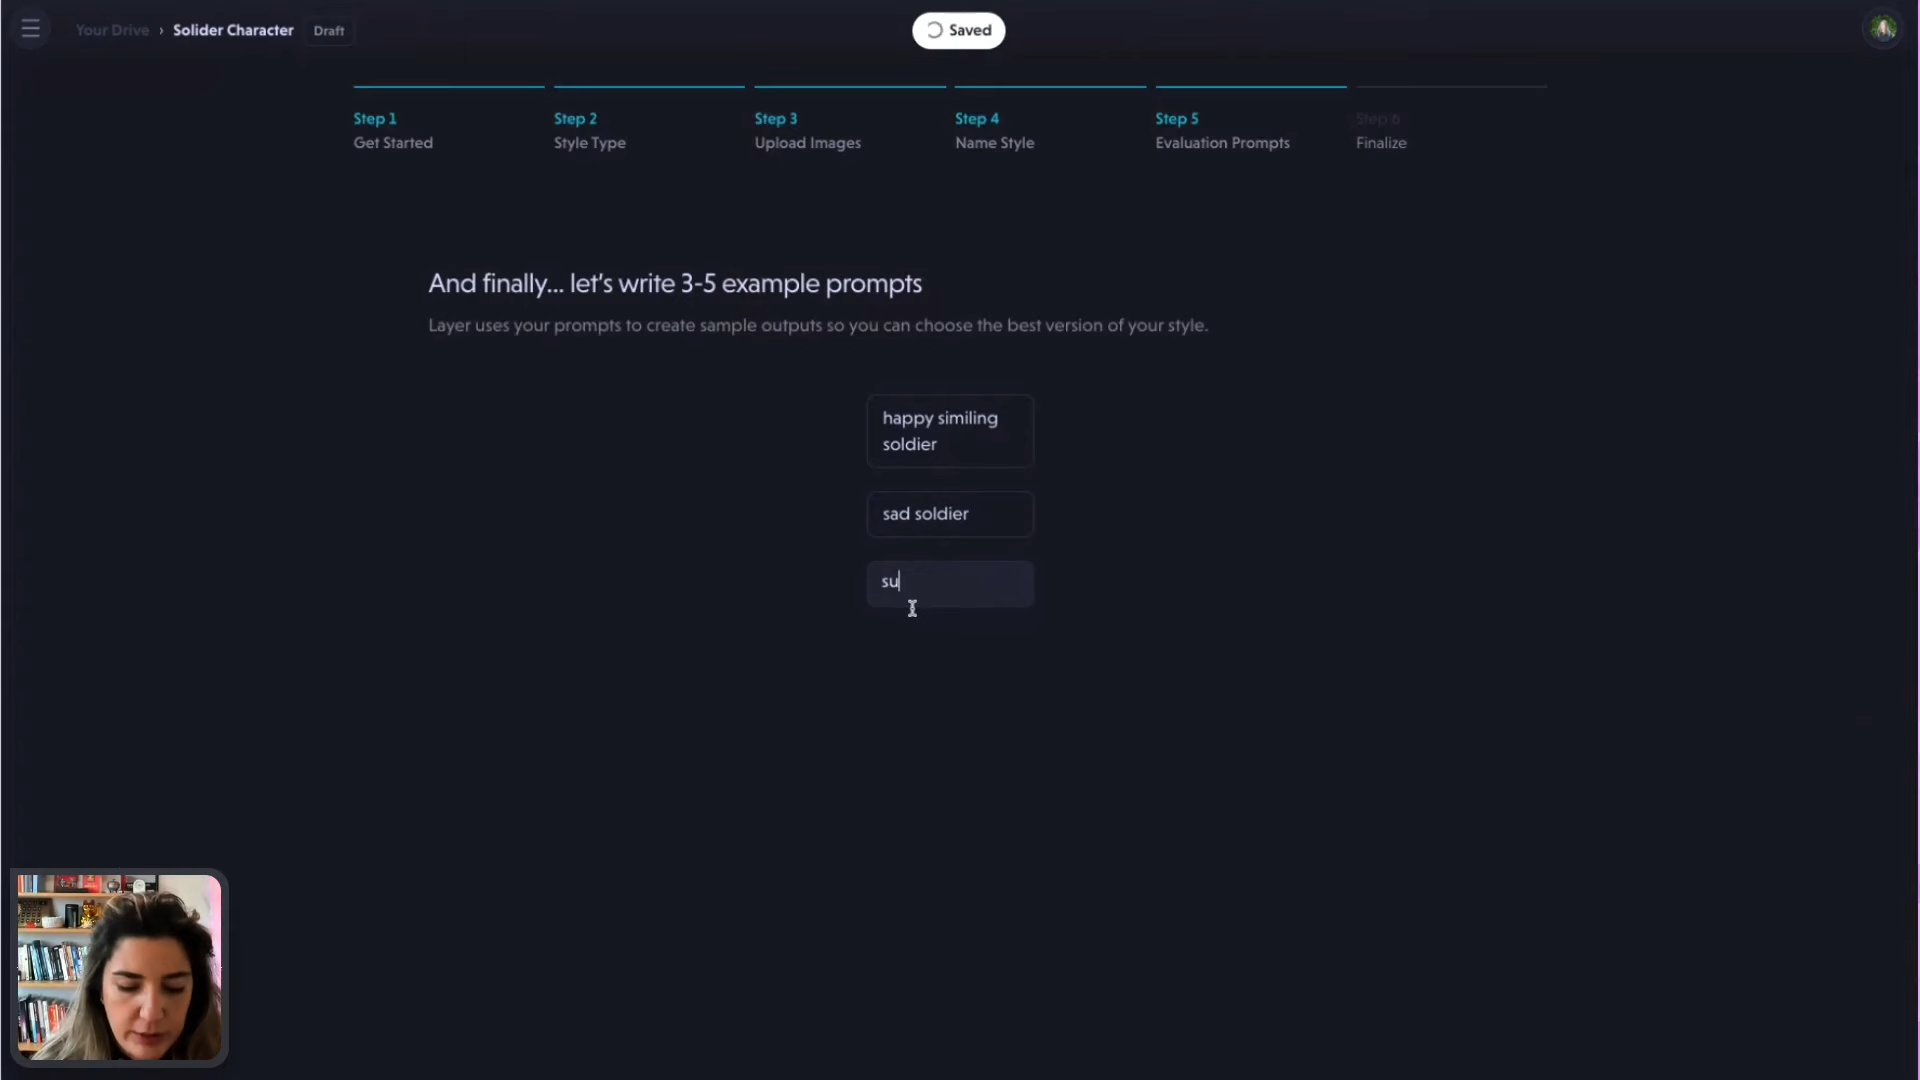 Your Drive › Solider Character Draft
Saved
Step 1
Get Started
Step 2
Style Type
Step 3
Upload Images
Step 4
Name Style
Step 5
Evaluation Prompts
Step 6
Finalize
And finally... let's write 3-5 example prompts
Layer uses your prompts to create sample outputs so you can choose the best version of your style.
happy similing
soldier
sad soldier
su